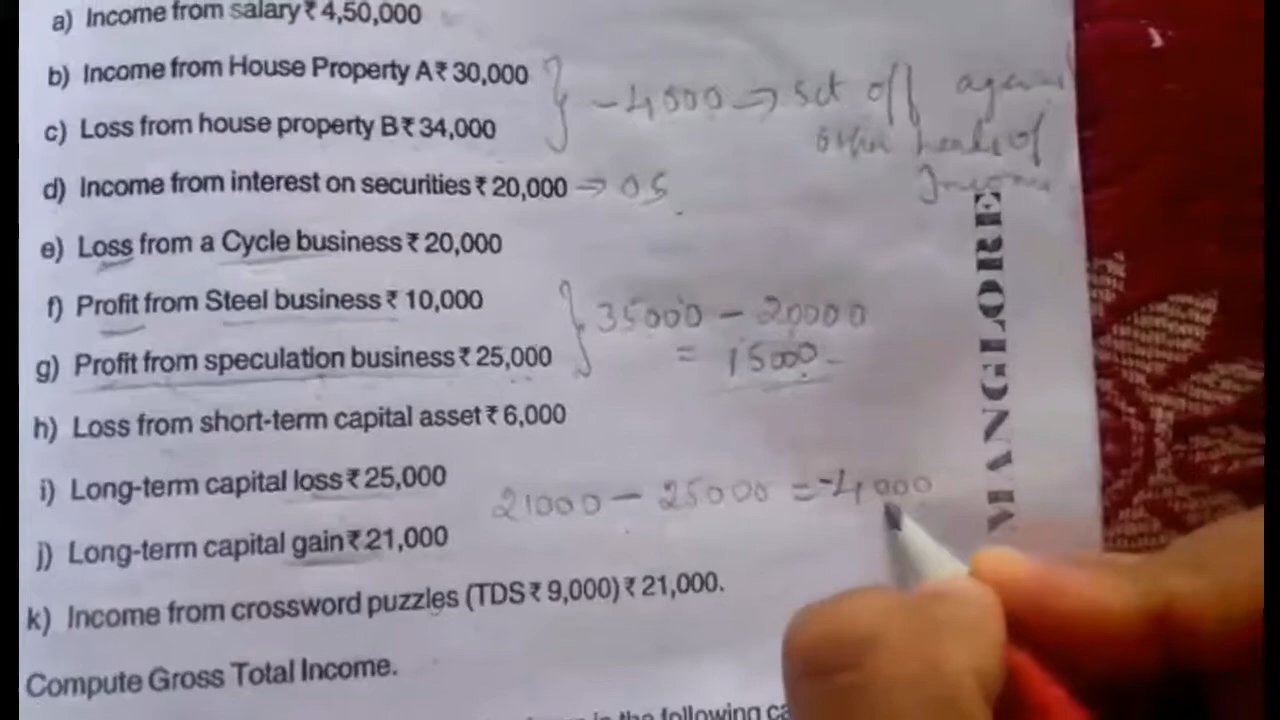 a) Income from salary ₹ 4,50,000
b) Income from House Property A ₹ 30,000
c) Loss from house property B ₹ 34,000
} -4000 → set off against
other heads of
Income
d) Income from interest on securities ₹ 20,000 → OS
e) Loss from a Cycle business ₹ 20,000
f) Profit from Steel business ₹ 10,000
g) Profit from speculation business ₹ 25,000
} 35000 - 20000
= 15000
h) Loss from short-term capital asset ₹ 6,000
i) Long-term capital loss ₹ 25,000
21000 - 25000 = -4000
j) Long-term capital gain ₹ 21,000
k) Income from crossword puzzles (TDS ₹ 9,000) ₹ 21,000.
Compute Gross Total Income.
in the following
MANGLORE